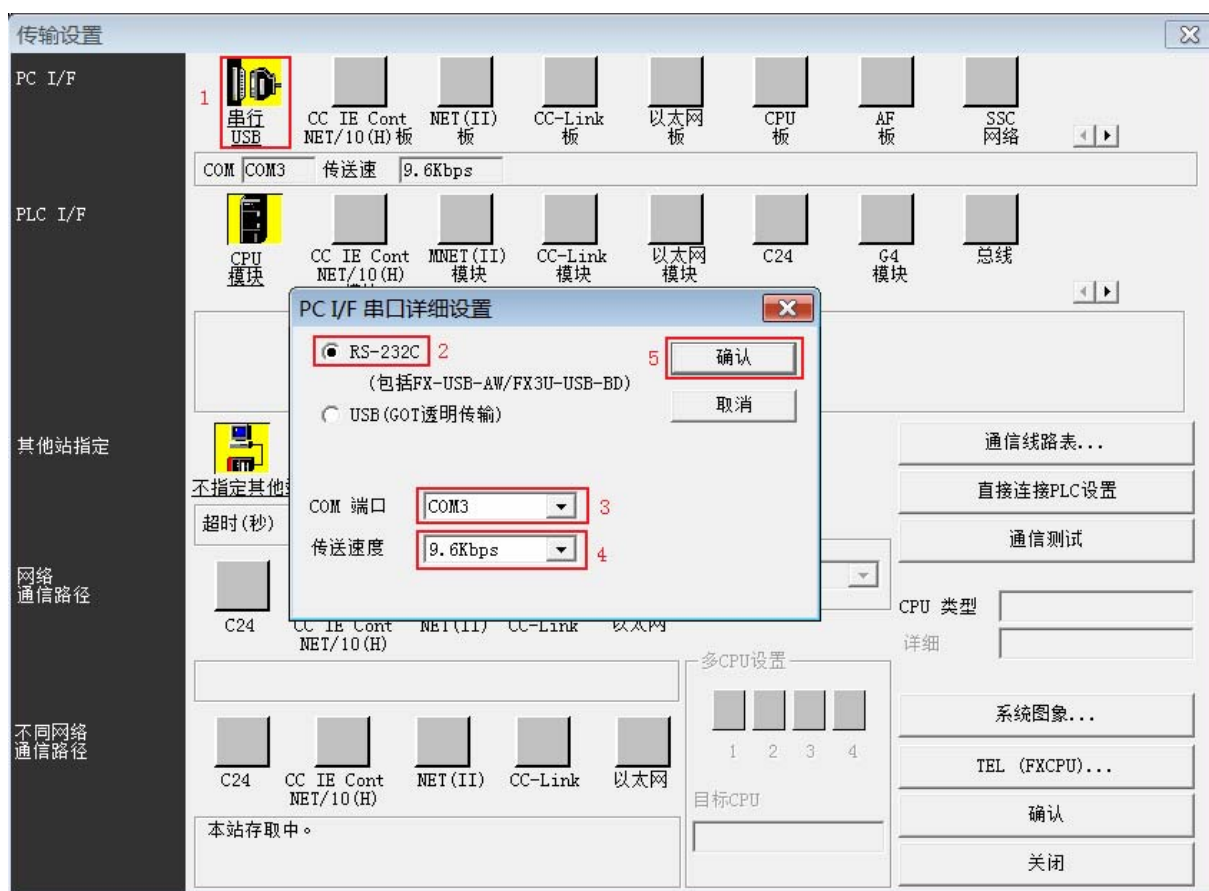 传输设置
PC I/F
1
串行
USB
CC IE Cont
NET/10(H)板
NET(II)
板
CC-Link
板
以太网
板
CPU
板
AF
板
SSC
网络
COM COM3 传送速 9.6Kbps
PLC I/F
CPU
模块
CC IE Cont
NET/10(H)
MNET(II)
模块
CC-Link
模块
以太网
模块
C24
G4
模块
总线
PC I/F 串口详细设置
RS-232C 2
(包括FX-USB-AW/FX3U-USB-BD)
USB(GOT透明传输)
5 确认
取消
COM 端口 COM3 3
传送速度 9.6Kbps 4
其他站指定
不指定其他
超时(秒)
通信线路表...
直接连接PLC设置
通信测试
网络
通信路径
C24
CC IE Cont
NET/10(H)
NET(II)
CC-Link
以太网
CPU 类型
详细
多CPU设置
1 2 3 4
目标CPU
不同网络
通信路径
C24
CC IE Cont
NET/10(H)
NET(II)
CC-Link
以太网
本站存取中。
系统图象...
TEL (FXCPU)...
确认
关闭